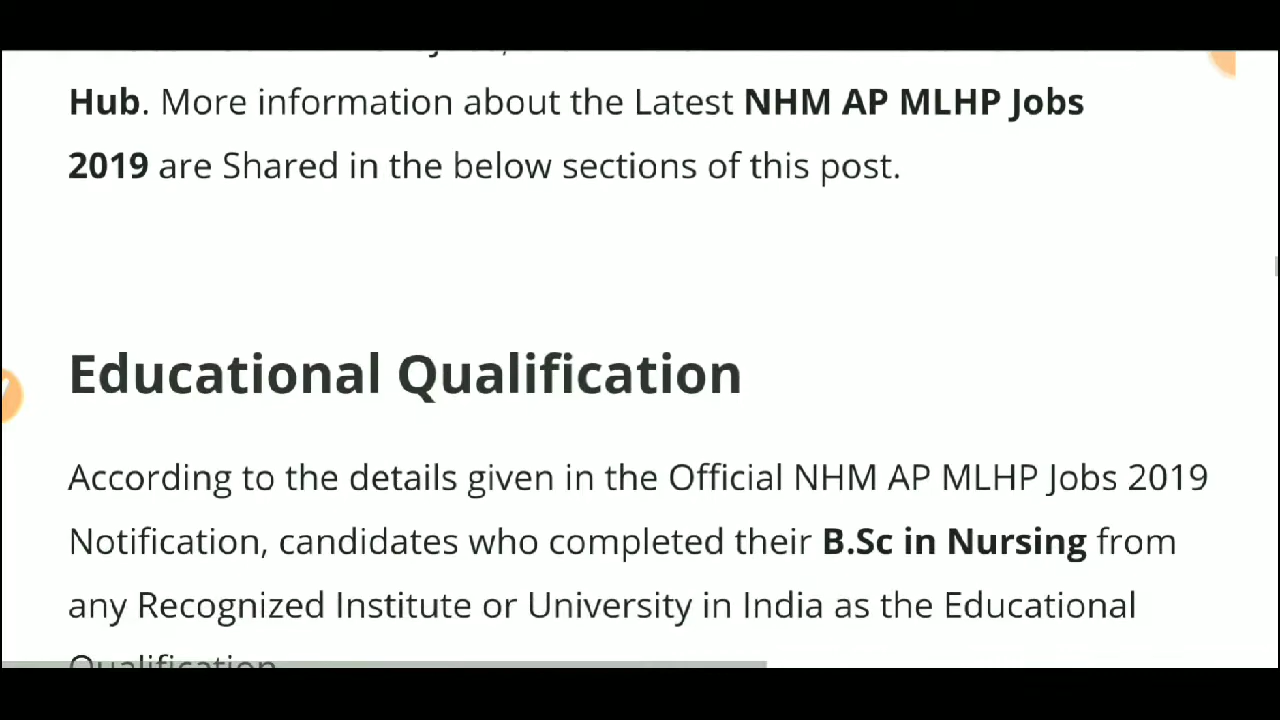 Hub. More information about the Latest NHM AP MLHP Jobs
2019 are Shared in the below sections of this post.
Educational Qualification
According to the details given in the Official NHM AP MLHP Jobs 2019
Notification, candidates who completed their B.Sc in Nursing from
any Recognized Institute or University in India as the Educational
Qualification